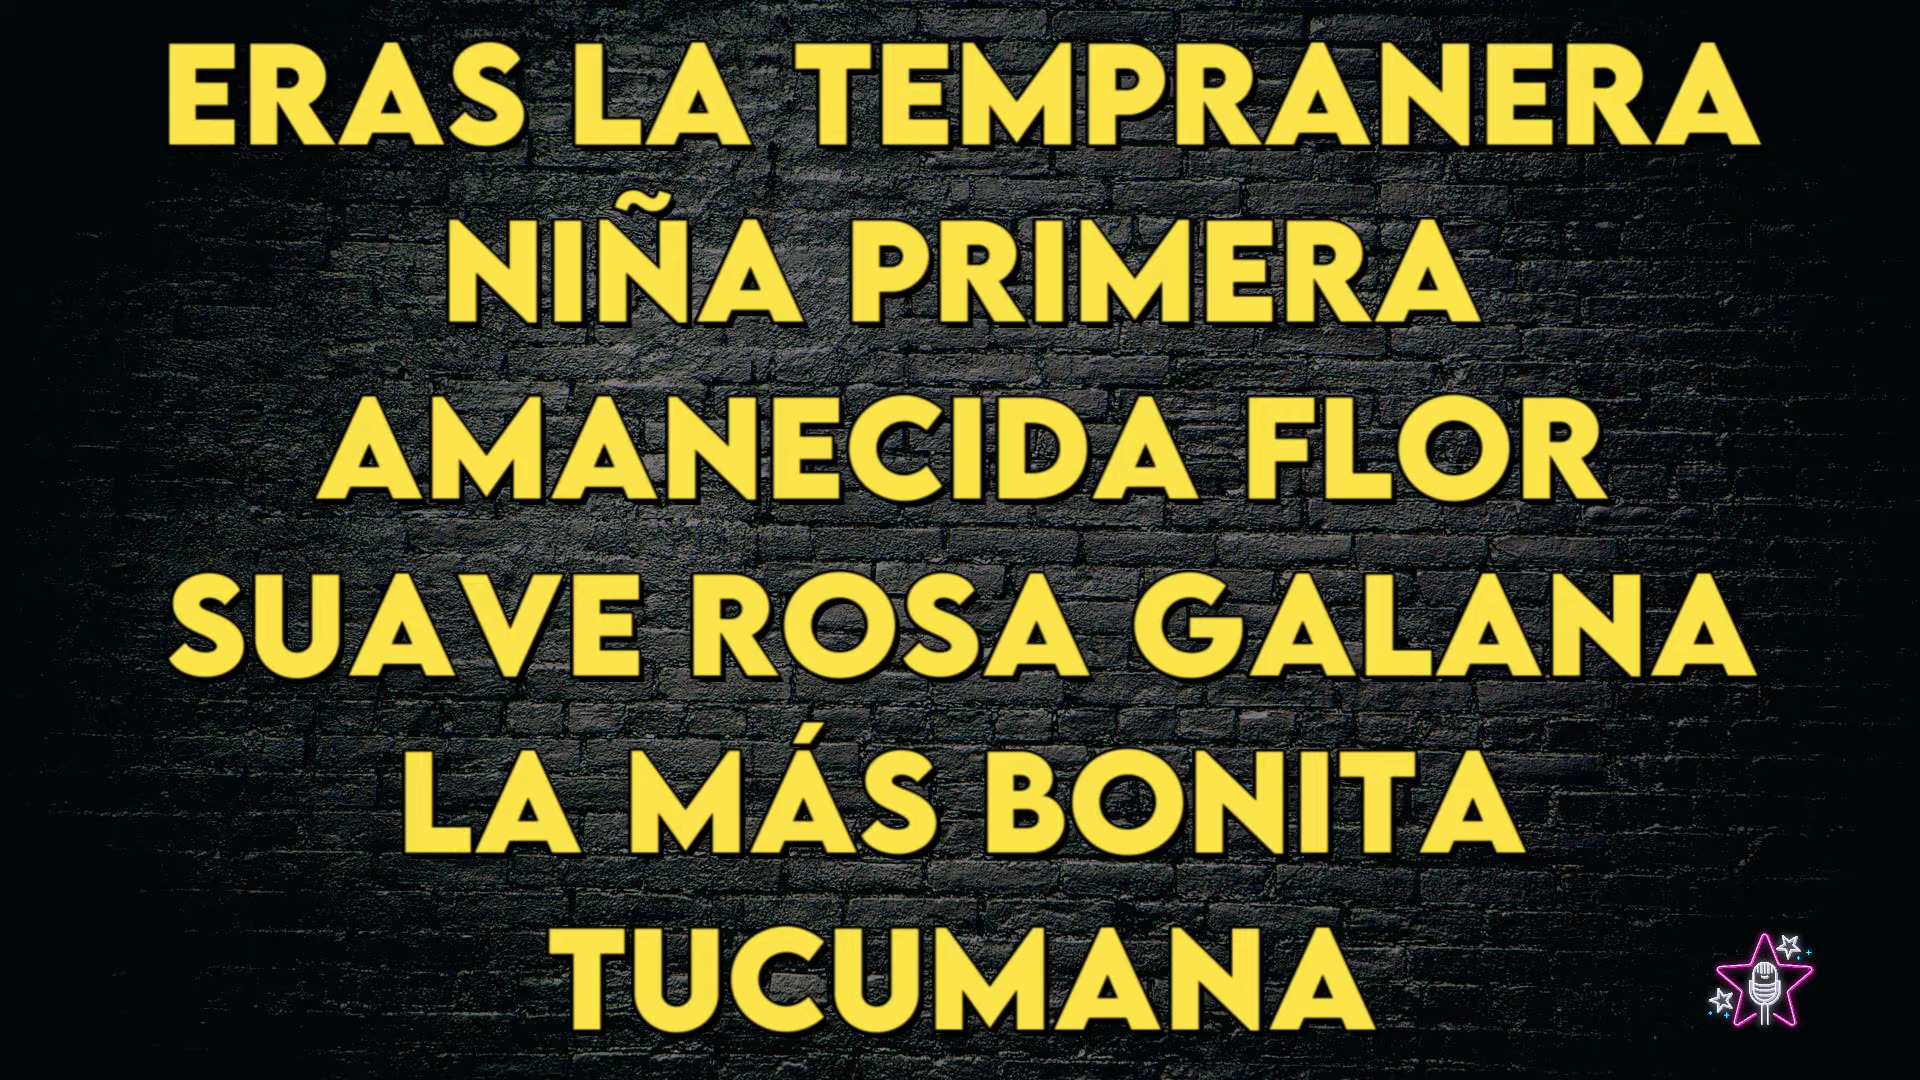 ERAS LA TEMPRANERA
NIÑA PRIMERA
AMANECIDA FLOR
SUAVE ROSA GALANA
LA MÁS BONITA
TUCUMANA